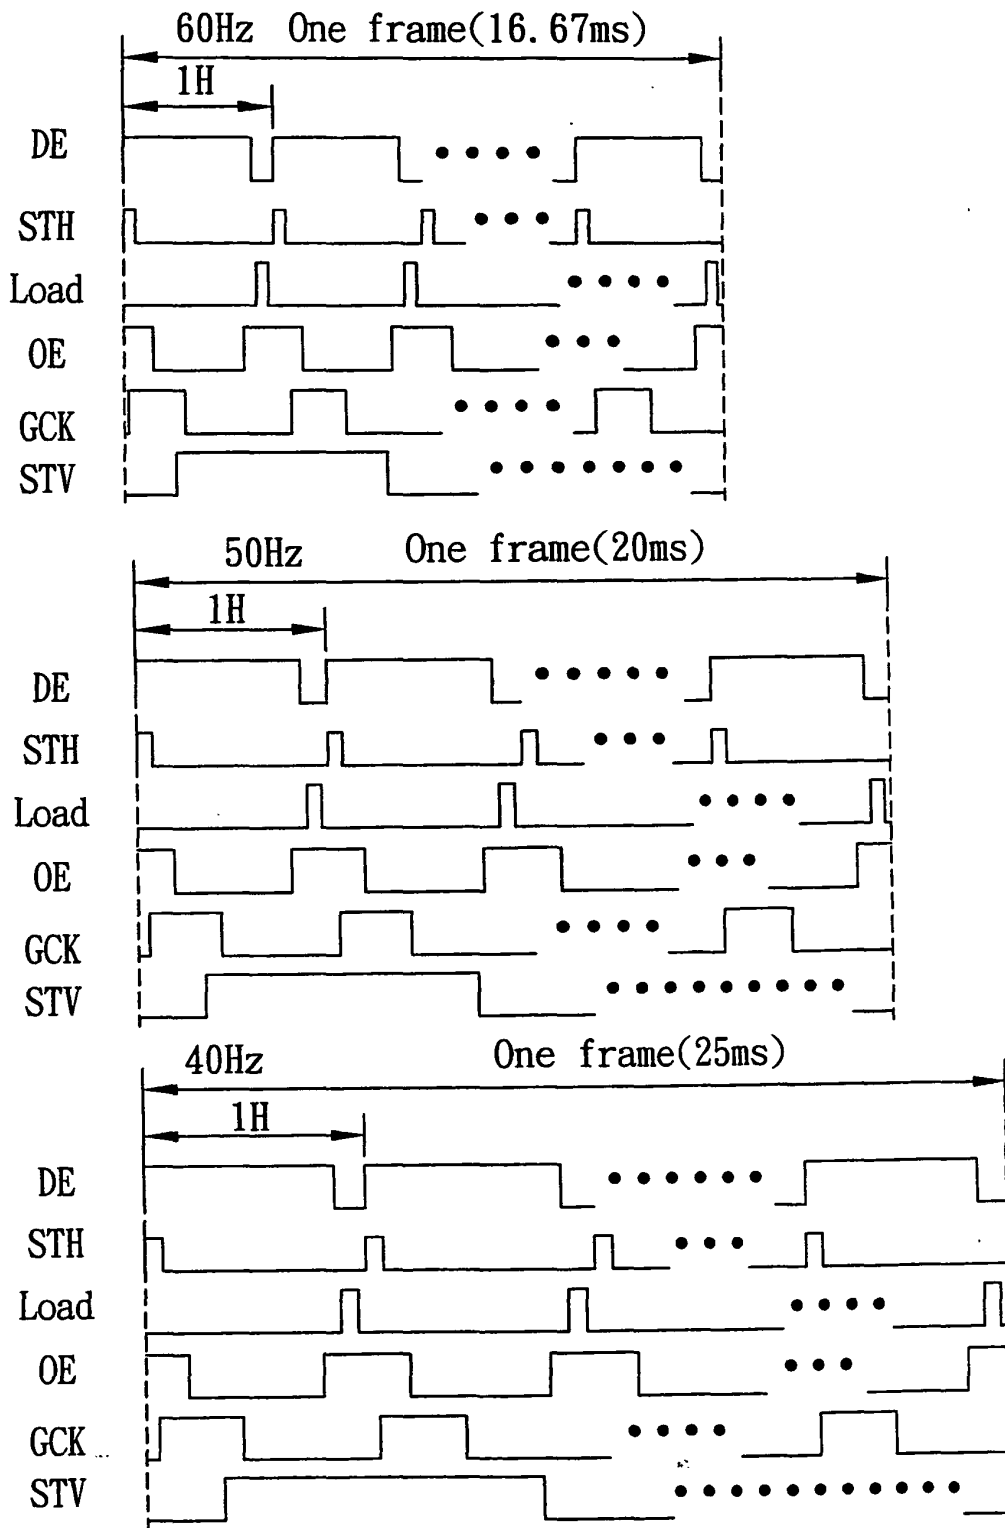 60Hz One frame(16.67ms)
1H
DE
STH
Load
OE
GCK
STV
50Hz One frame(20ms)
1H
DE
STH
Load
OE
GCK
STV
40Hz One frame(25ms)
1H
DE
STH
Load
OE
GCK
STV